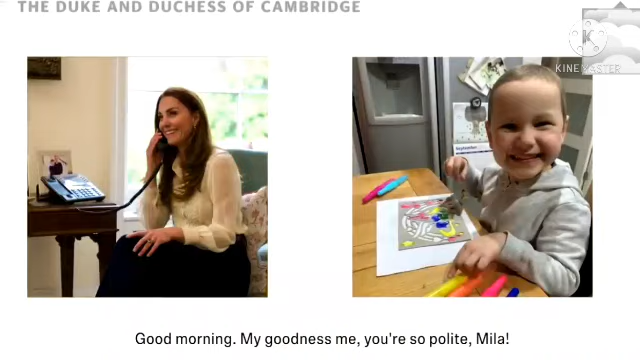 THE DUKE AND DUCHESS OF CAMBRIDGE
KINEMASTER
Good morning. My goodness me, you're so polite, Mila!